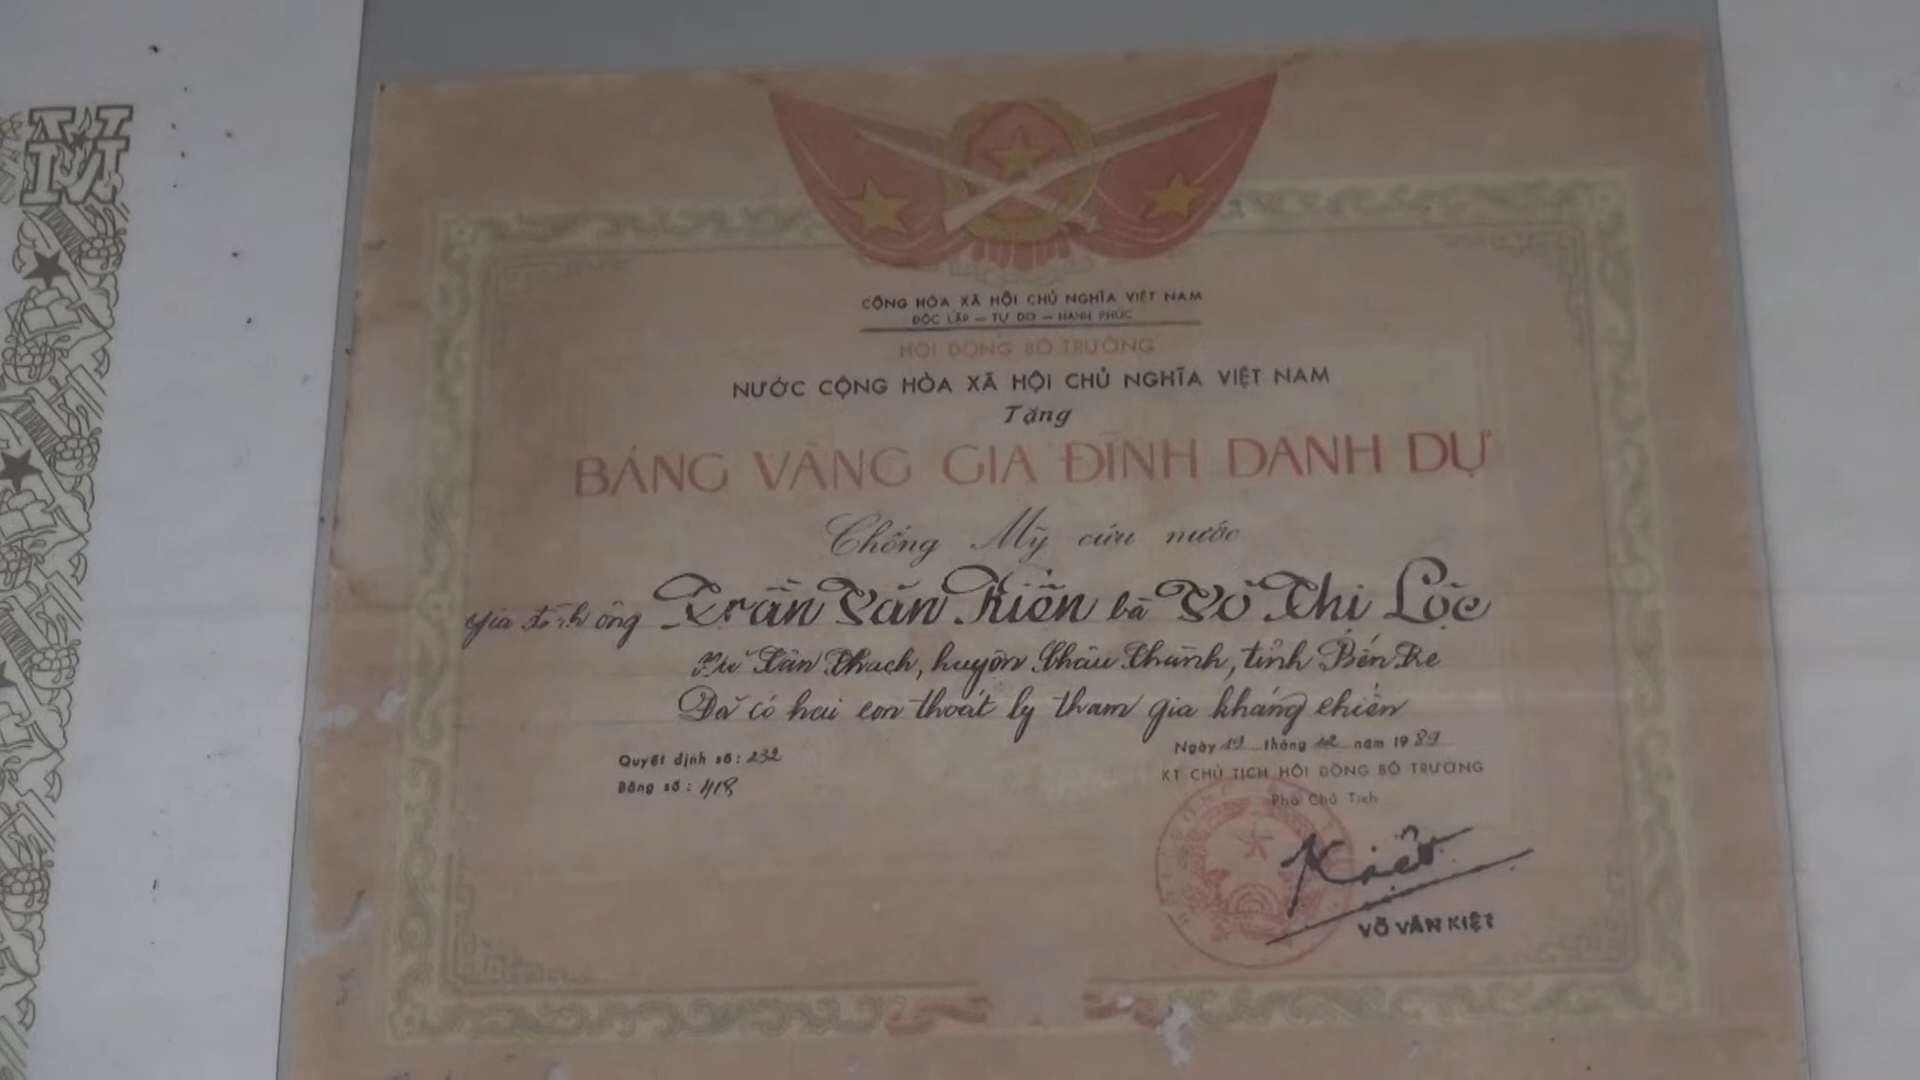 CỘNG HÒA XÃ HỘI CHỦ NGHĨA VIỆT NAM
ĐỘC LẬP – TỰ DO – HẠNH PHÚC
HỘI ĐỒNG BỘ TRƯỞNG
NƯỚC CỘNG HÒA XÃ HỘI CHỦ NGHĨA VIỆT NAM
Tặng
BẢNG VÀNG GIA ĐÌNH DANH DỰ
Chống Mỹ cứu nước
Gia đình ông Trần Văn Kiển bà Võ Thị Lộc
Xã Tân Thạch, huyện Châu Thành, tỉnh Bến Tre
Đã có hai con thoát ly tham gia kháng chiến
Quyết định số: 232
Bảng số:
Ngày 19 tháng 12 năm 1989
KT CHỦ TỊCH HỘI ĐỒNG BỘ TRƯỞNG
Phó Chủ Tịch
Kiệt
VÕ VĂN KIỆT